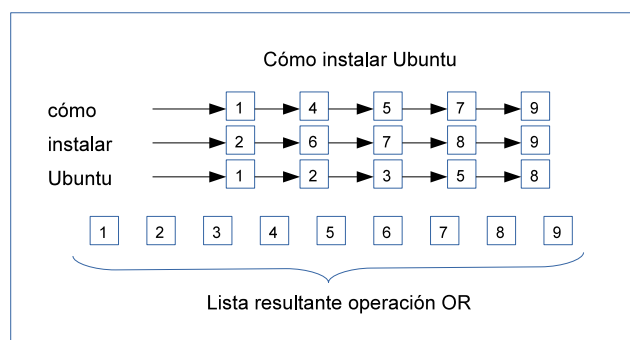 Cómo instalar Ubuntu
cómo 1 4 5 7 9
instalar 2 6 7 8 9
Ubuntu 1 2 3 5 8
1 2 3 4 5 6 7 8 9
Lista resultante operación OR